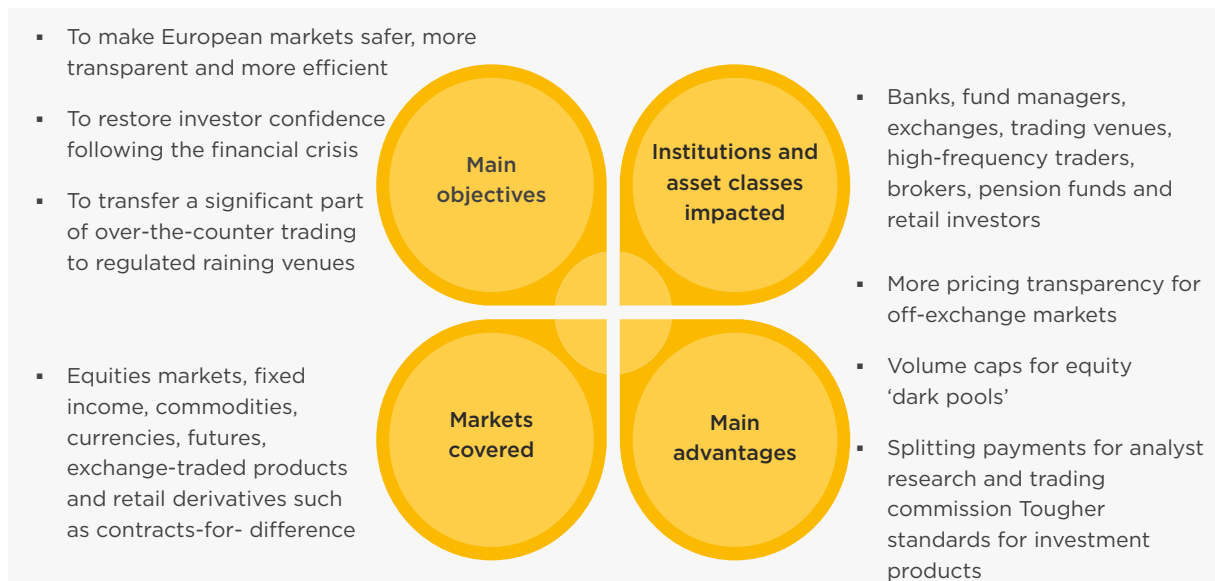 ▪ To make European markets safer, more
transparent and more efficient
▪ To restore investor confidence
following the financial crisis
▪ To transfer a significant part
of over-the-counter trading
to regulated raining venues
Main
objectives
Institutions and
asset classes
impacted
▪ Banks, fund managers,
exchanges, trading venues,
high-frequency traders,
brokers, pension funds and
retail investors
▪ Equities markets, fixed
income, commodities,
currencies, futures,
exchange-traded products
and retail derivatives such
as contracts-for- difference
Markets
covered
Main
advantages
▪ More pricing transparency for
off-exchange markets
▪ Volume caps for equity
‘dark pools’
▪ Splitting payments for analyst
research and trading
commission Tougher
standards for investment
products